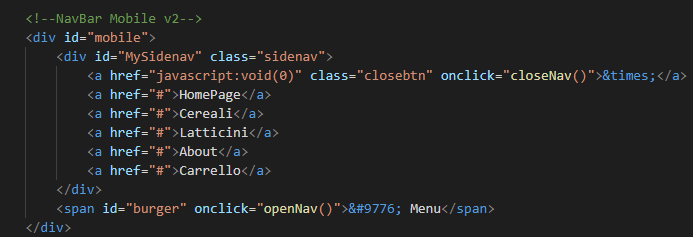 <!--NavBar Mobile v2-->
<div id="mobile">
<div id="MySidenav" class="sidenav">
<a href="javascript:void(0)" class="closebtn" onclick="closeNav()">&times;</a>
<a href="#">HomePage</a>
<a href="#">Cereali</a>
<a href="#">Latticini</a>
<a href="#">About</a>
<a href="#">Carrello</a>
</div>
<span id="burger" onclick="openNav()">&#9776; Menu</span>
</div>